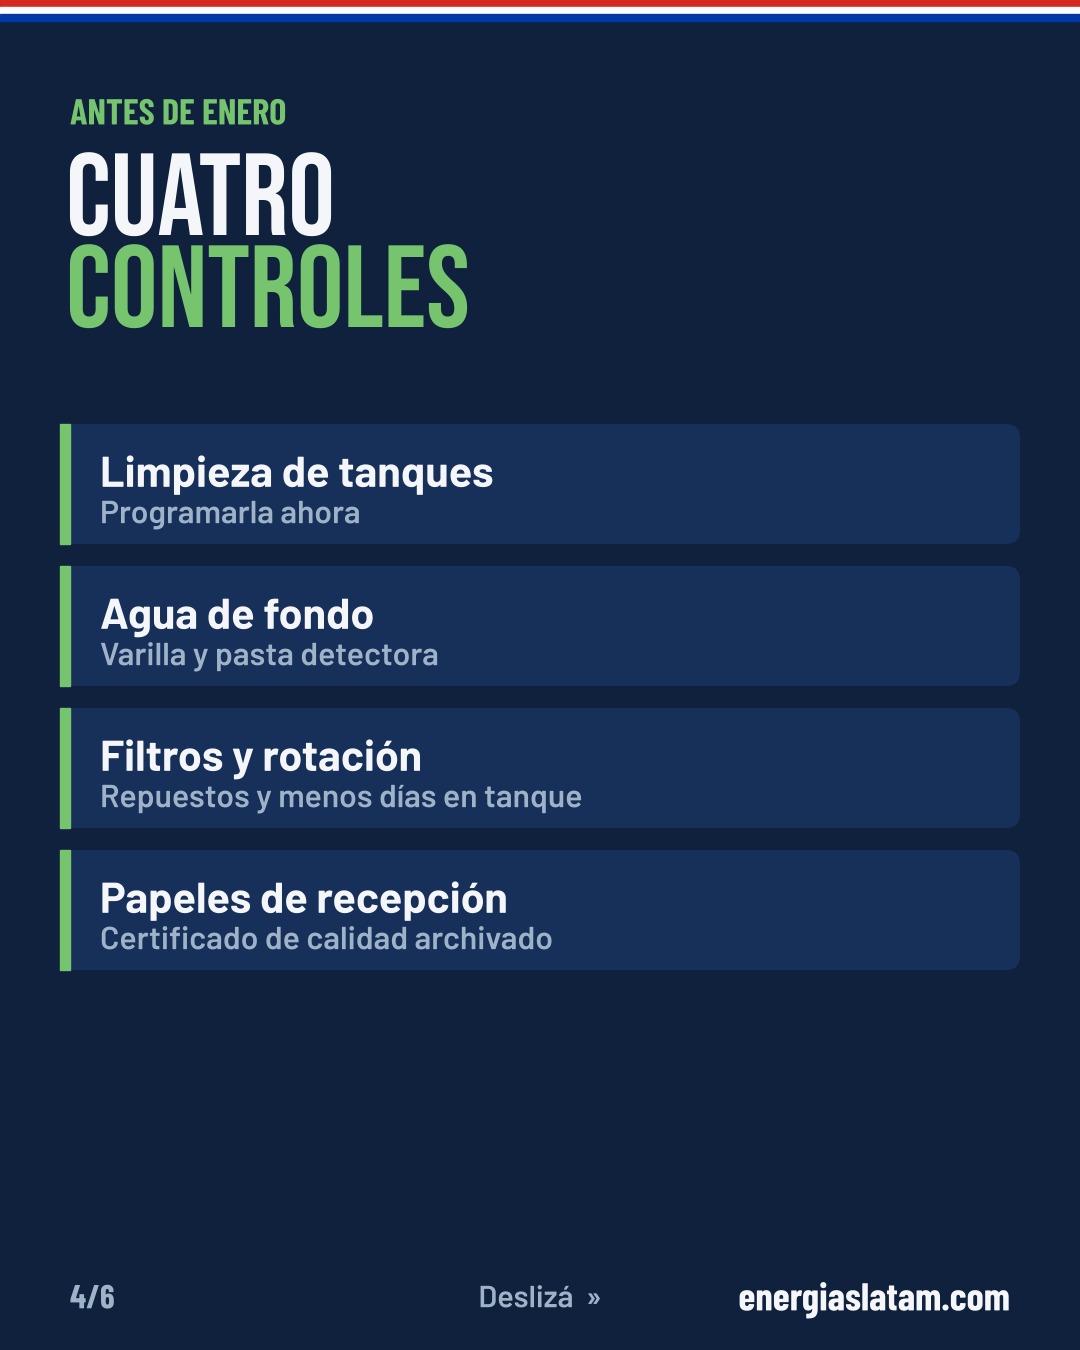 ANTES DE ENERO
CUATRO
CONTROLES
Limpieza de tanques
Programarla ahora
Agua de fondo
Varilla y pasta detectora
Filtros y rotación
Repuestos y menos días en tanque
Papeles de recepción
Certificado de calidad archivado
4/6
Deslizá »
energiaslatam.com